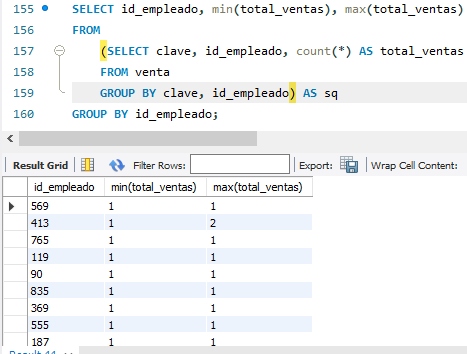 155 SELECT id_empleado, min(total_ventas), max(total_ventas)
156 FROM
157 (SELECT clave, id_empleado, count(*) AS total_ventas
158 FROM venta
159 GROUP BY clave, id_empleado) AS sq
160 GROUP BY id_empleado;
Result Grid Filter Rows: Export: Wrap Cell Content:
id_empleado min(total_ventas) max(total_ventas)
569 1 1
413 1 2
765 1 1
119 1 1
90 1 1
835 1 1
369 1 1
555 1 1
187 1 1